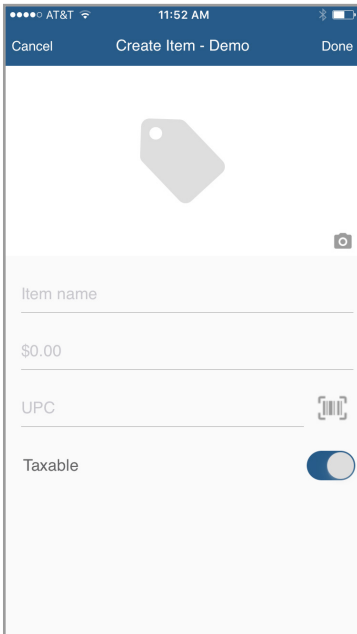 AT&T 11:52 AM
Cancel Create Item - Demo Done
Item name
$0.00
UPC
Taxable